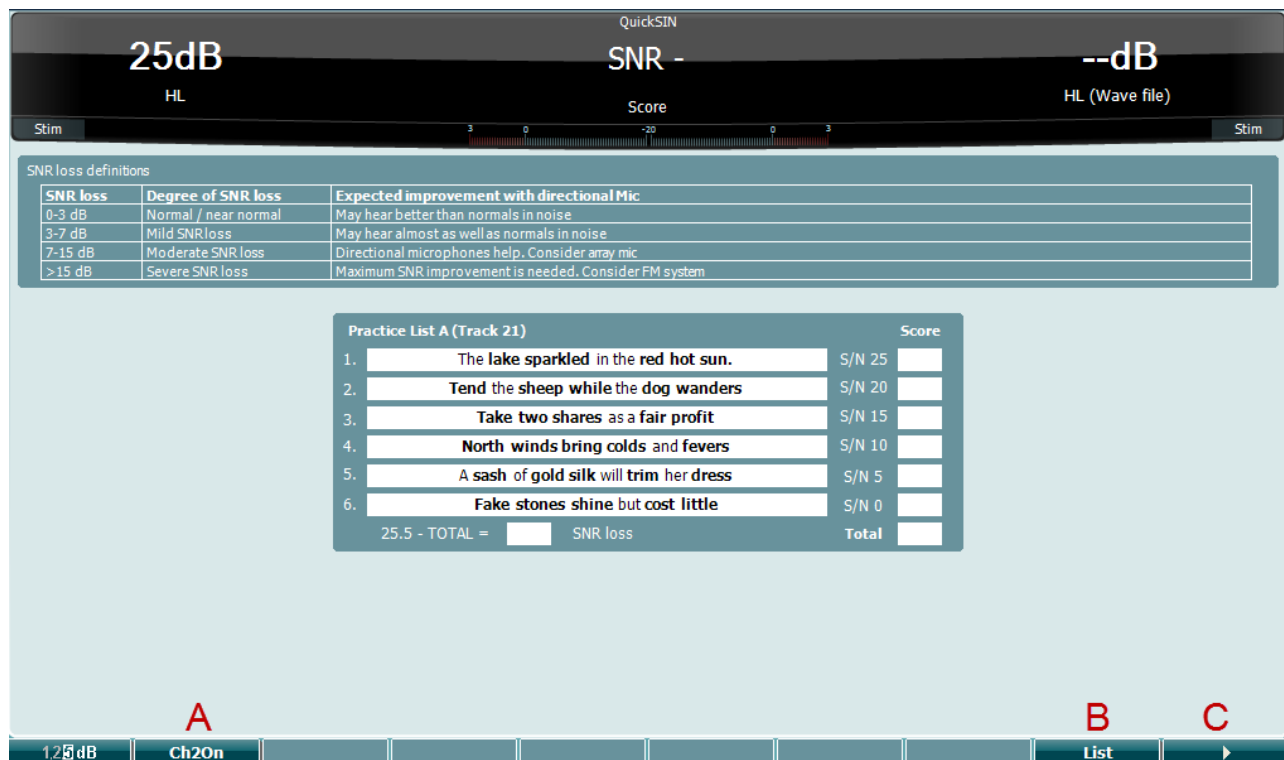 QuickSIN
25dB SNR - --dB
HL HL (Wave file)
Score
Stim 3 0 -20 0 3 Stim
SNR loss definitions
SNR loss Degree of SNR loss Expected improvement with directional Mic
0-3 dB Normal / near normal May hear better than normals in noise
3-7 dB Mild SNR loss May hear almost as well as normals in noise
7-15 dB Moderate SNR loss Directional microphones help. Consider array mic
>15 dB Severe SNR loss Maximum SNR improvement is needed. Consider FM system
Practice List A (Track 21) Score
1. The lake sparkled in the red hot sun. S/N 25
2. Tend the sheep while the dog wanders S/N 20
3. Take two shares as a fair profit S/N 15
4. North winds bring colds and fevers S/N 10
5. A sash of gold silk will trim her dress S/N 5
6. Fake stones shine but cost little S/N 0
25.5 - TOTAL = SNR loss Total
A B C
1,2,5 dB Ch2On List